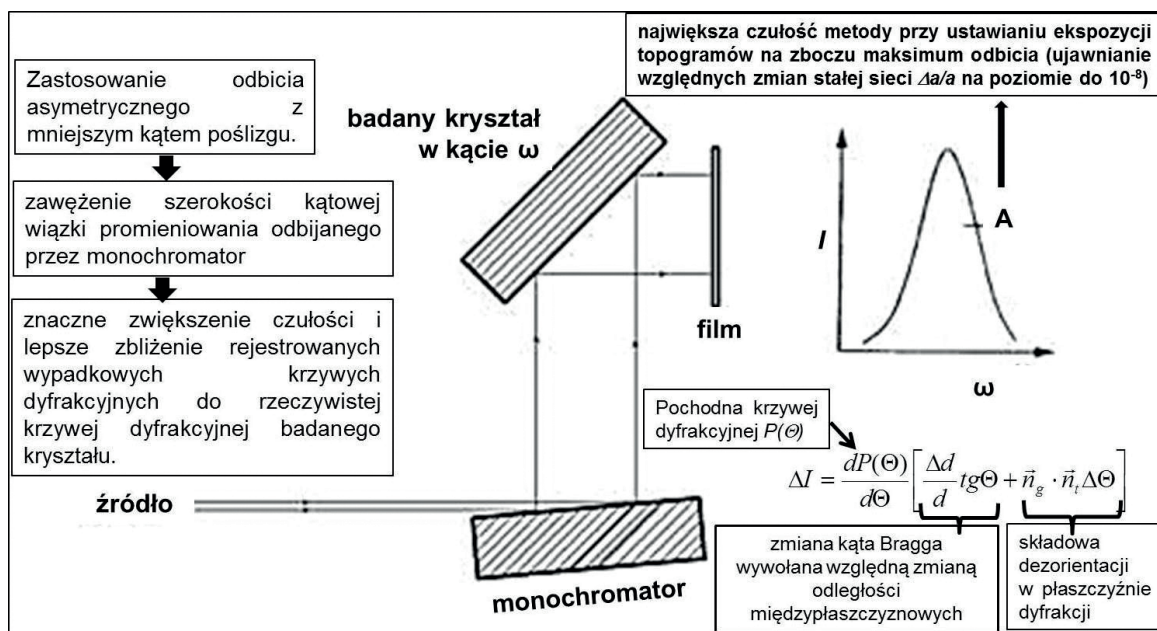 największa czułość metody przy ustawianiu ekspozycji
topogramów na zboczu maksimum odbicia (ujawnianie
względnych zmian stałej sieci Δa/a na poziomie do 10⁻⁸)
Zastosowanie odbicia
asymetrycznego z
mniejszym kątem poślizgu.
zawężenie szerokości kątowej
wiązki promieniowania odbijanego
przez monochromator
znaczne zwiększenie czułości i
lepsze zbliżenie rejestrowanych
wypadkowych krzywych
dyfrakcyjnych do rzeczywistej
krzywej dyfrakcyjnej badanego
kryształu.
badany kryształ
w kącie ω
film
I
A
ω
źródło
monochromator
Pochodna krzywej
dyfrakcyjnej P(Θ)
ΔI = dP(Θ)/dΘ [Δd/d tgΘ + n⃗g · n⃗t ΔΘ]
zmiana kąta Bragga
wywołana względną zmianą
odległości
międzypłaszczyznowych
składowa
dezorientacji
w płaszczyźnie
dyfrakcji